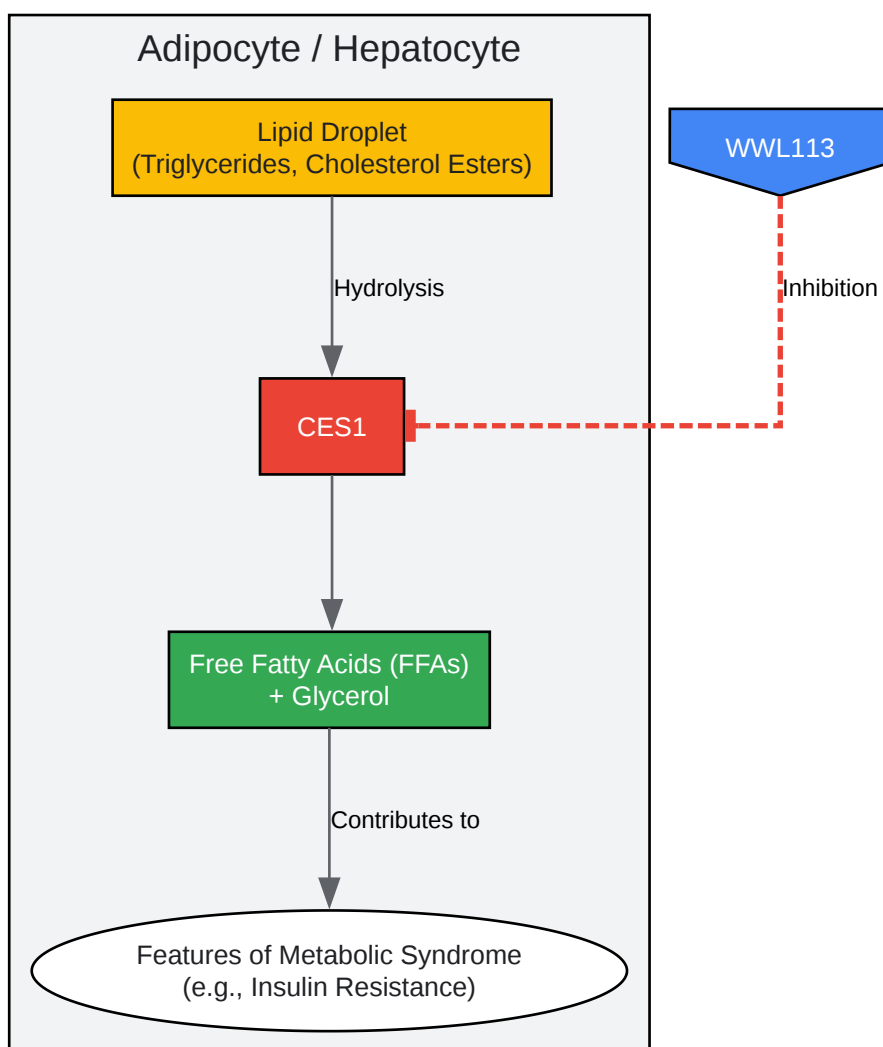 Adipocyte / Hepatocyte
Lipid Droplet
(Triglycerides, Cholesterol Esters)
WWL113
Hydrolysis
Inhibition
CES1
Free Fatty Acids (FFAs)
+ Glycerol
Contributes to
Features of Metabolic Syndrome
(e.g., Insulin Resistance)